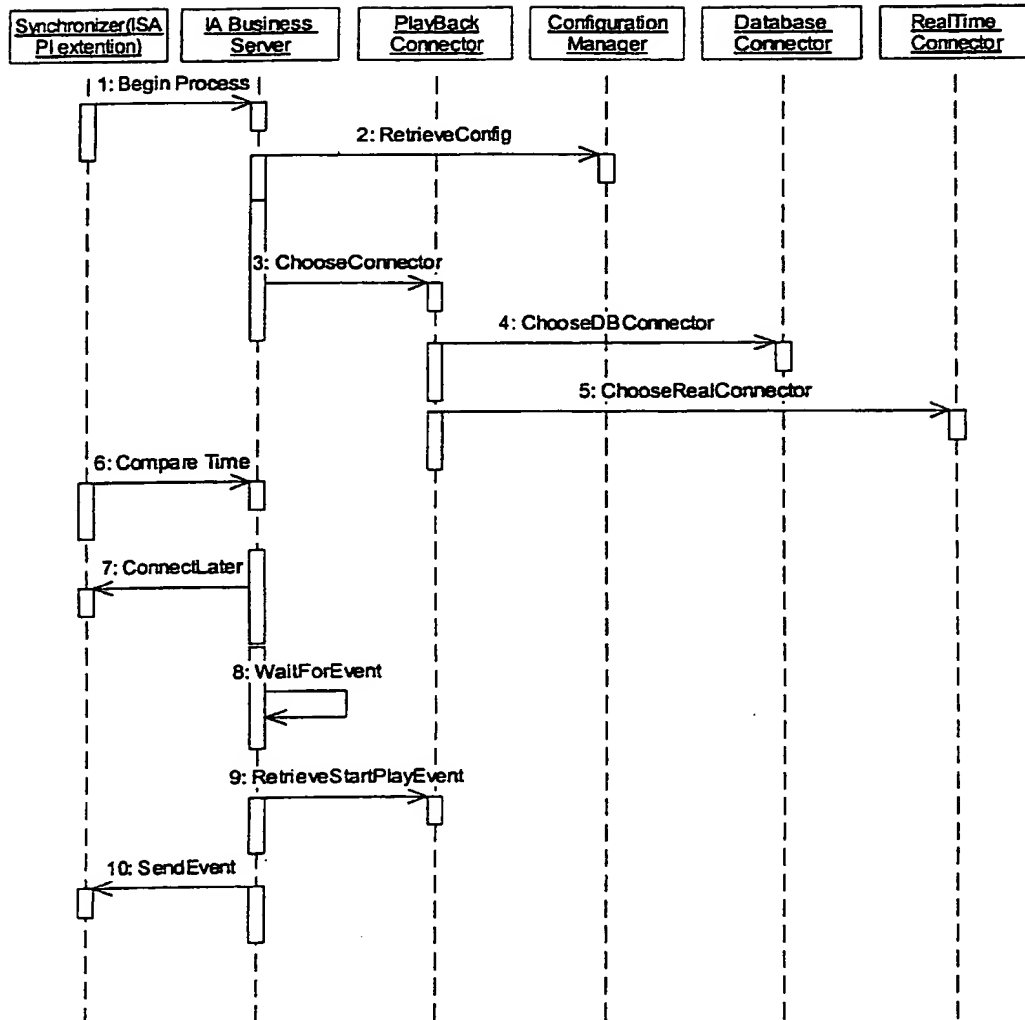 Synchronizer(ISA
PI extention)
IA Business
Server
PlayBack
Connector
Configuration
Manager
Database
Connector
RealTime
Connector
1: Begin Process
2: RetrieveConfig
3: ChooseConnector
4: ChooseDBConnector
5: ChooseRealConnector
6: Compare Time
7: ConnectLater
8: WaitForEvent
9: RetrieveStartPlayEvent
10: SendEvent